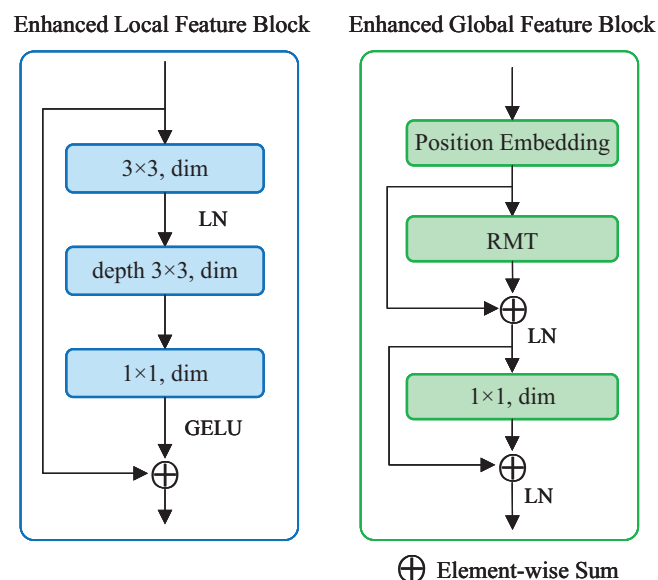 Enhanced Local Feature Block
3×3, dim
LN
depth 3×3, dim
1×1, dim
GELU
Enhanced Global Feature Block
Position Embedding
RMT
LN
1×1, dim
LN
Element-wise Sum